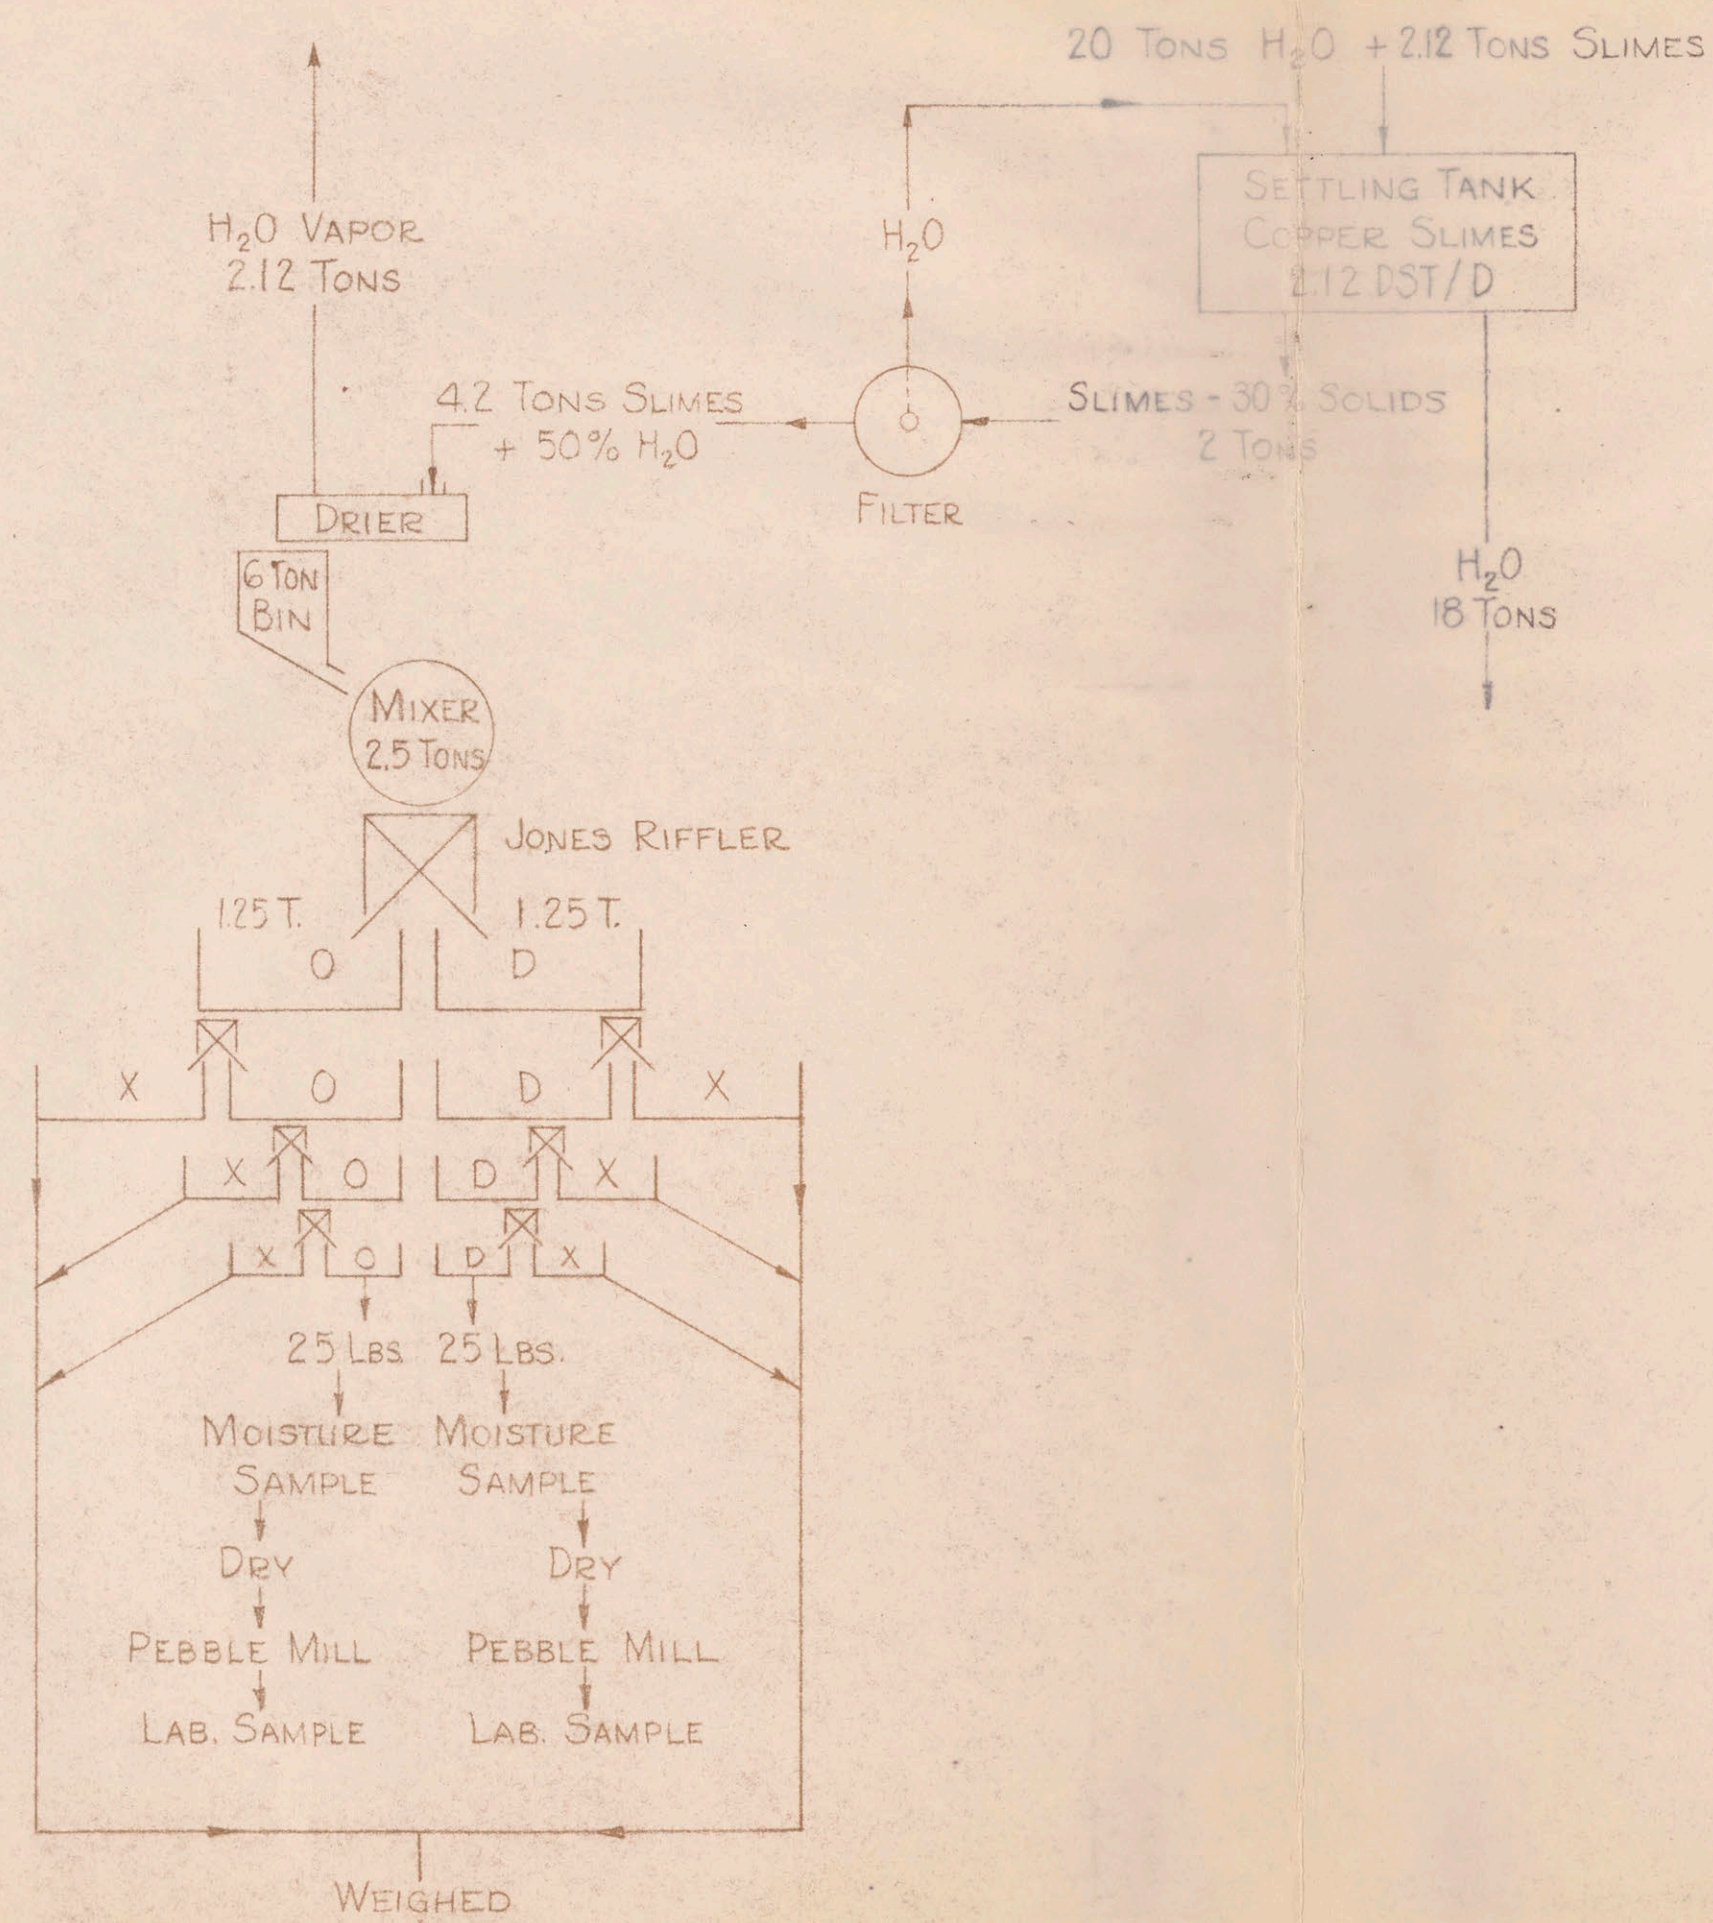 20 TONS H₂O + 2.12 TONS SLIMES
SETTLING TANK
COPPER SLIMES
2.12 DST/D
H₂O VAPOR
2.12 TONS
H₂O
4.2 TONS SLIMES
+ 50% H₂O
SLIMES - 30% SOLIDS
2 TONS
FILTER
DRIER
H₂O
18 TONS
6 TON
BIN
MIXER
2.5 TONS
JONES RIFFLER
1.25 T. 1.25 T.
O D
X O D X
X O D X
X O D X
25 LBS. 25 LBS.
MOISTURE MOISTURE
SAMPLE SAMPLE
DRY DRY
PEBBLE MILL PEBBLE MILL
LAB. SAMPLE LAB. SAMPLE
WEIGHED